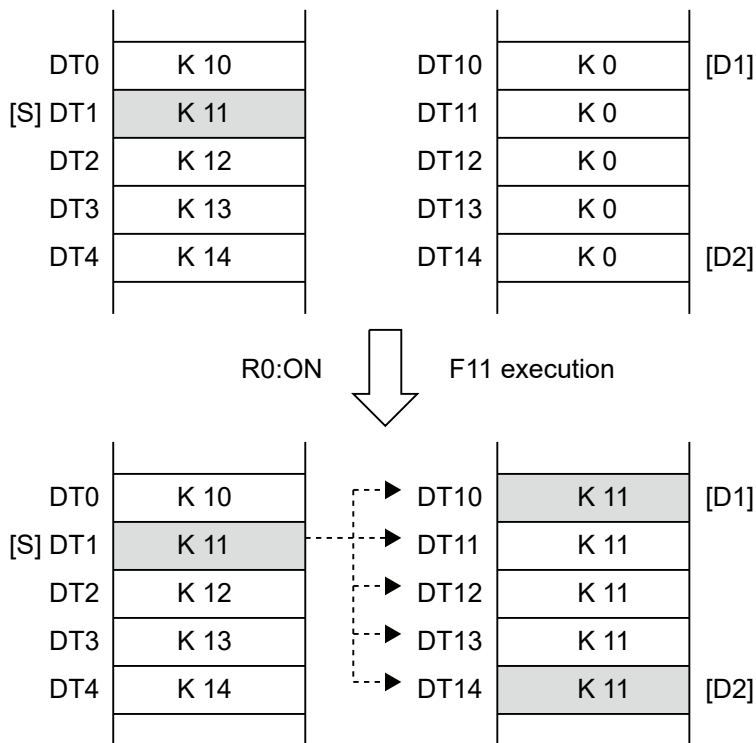 DT0 K 10 DT10 K 0 [D1]
[S] DT1 K 11 DT11 K 0
DT2 K 12 DT12 K 0
DT3 K 13 DT13 K 0
DT4 K 14 DT14 K 0 [D2]
R0:ON F11 execution
DT0 K 10 DT10 K 11 [D1]
[S] DT1 K 11 DT11 K 11
DT2 K 12 DT12 K 11
DT3 K 13 DT13 K 11
DT4 K 14 DT14 K 11 [D2]